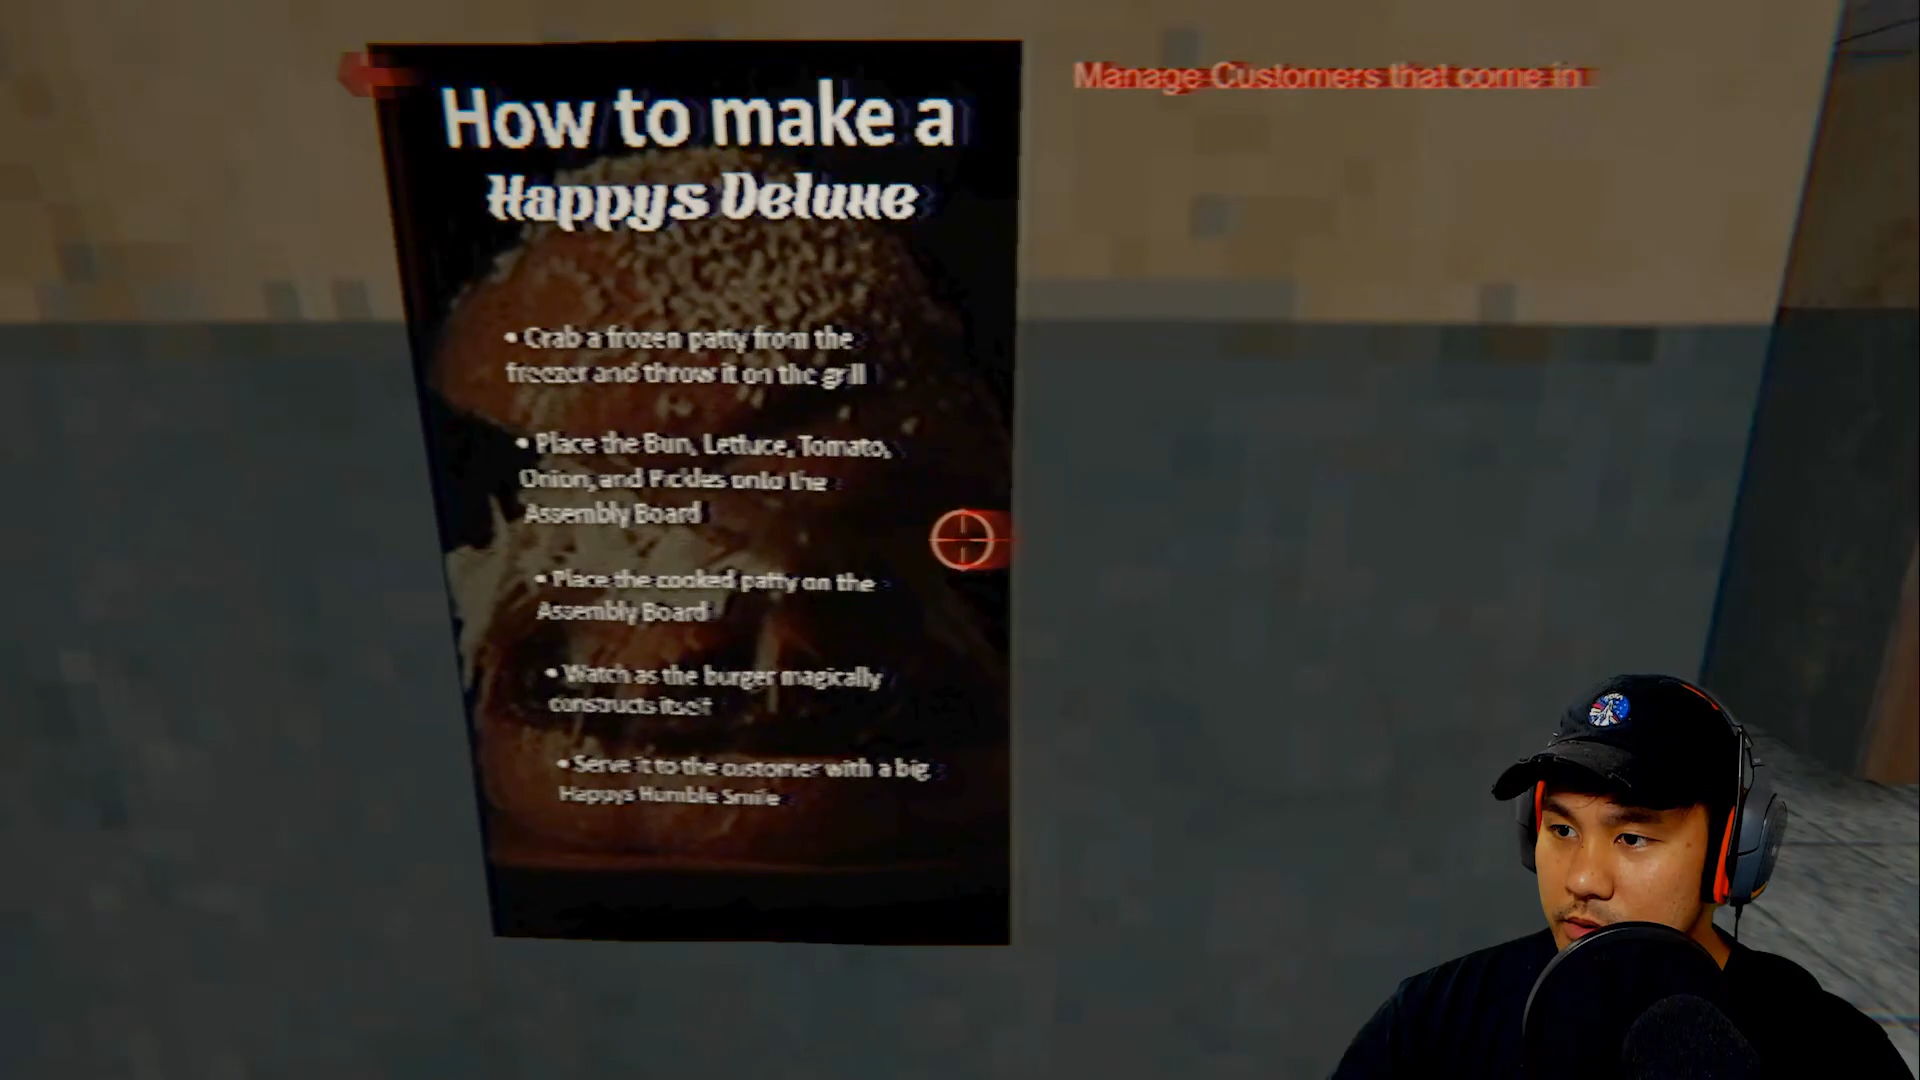 How to make a
Happys Deluxe
Manage Customers that come in
• Grab a frozen patty from the
freezer and throw it on the grill
• Place the Bun, Lettuce, Tomato,
Onion, and Pickles onto the
Assembly Board
• Place the cooked patty on the
Assembly Board
• Watch as the burger magically
constructs itself
• Serve it to the customer with a big
Happys Humble Smile